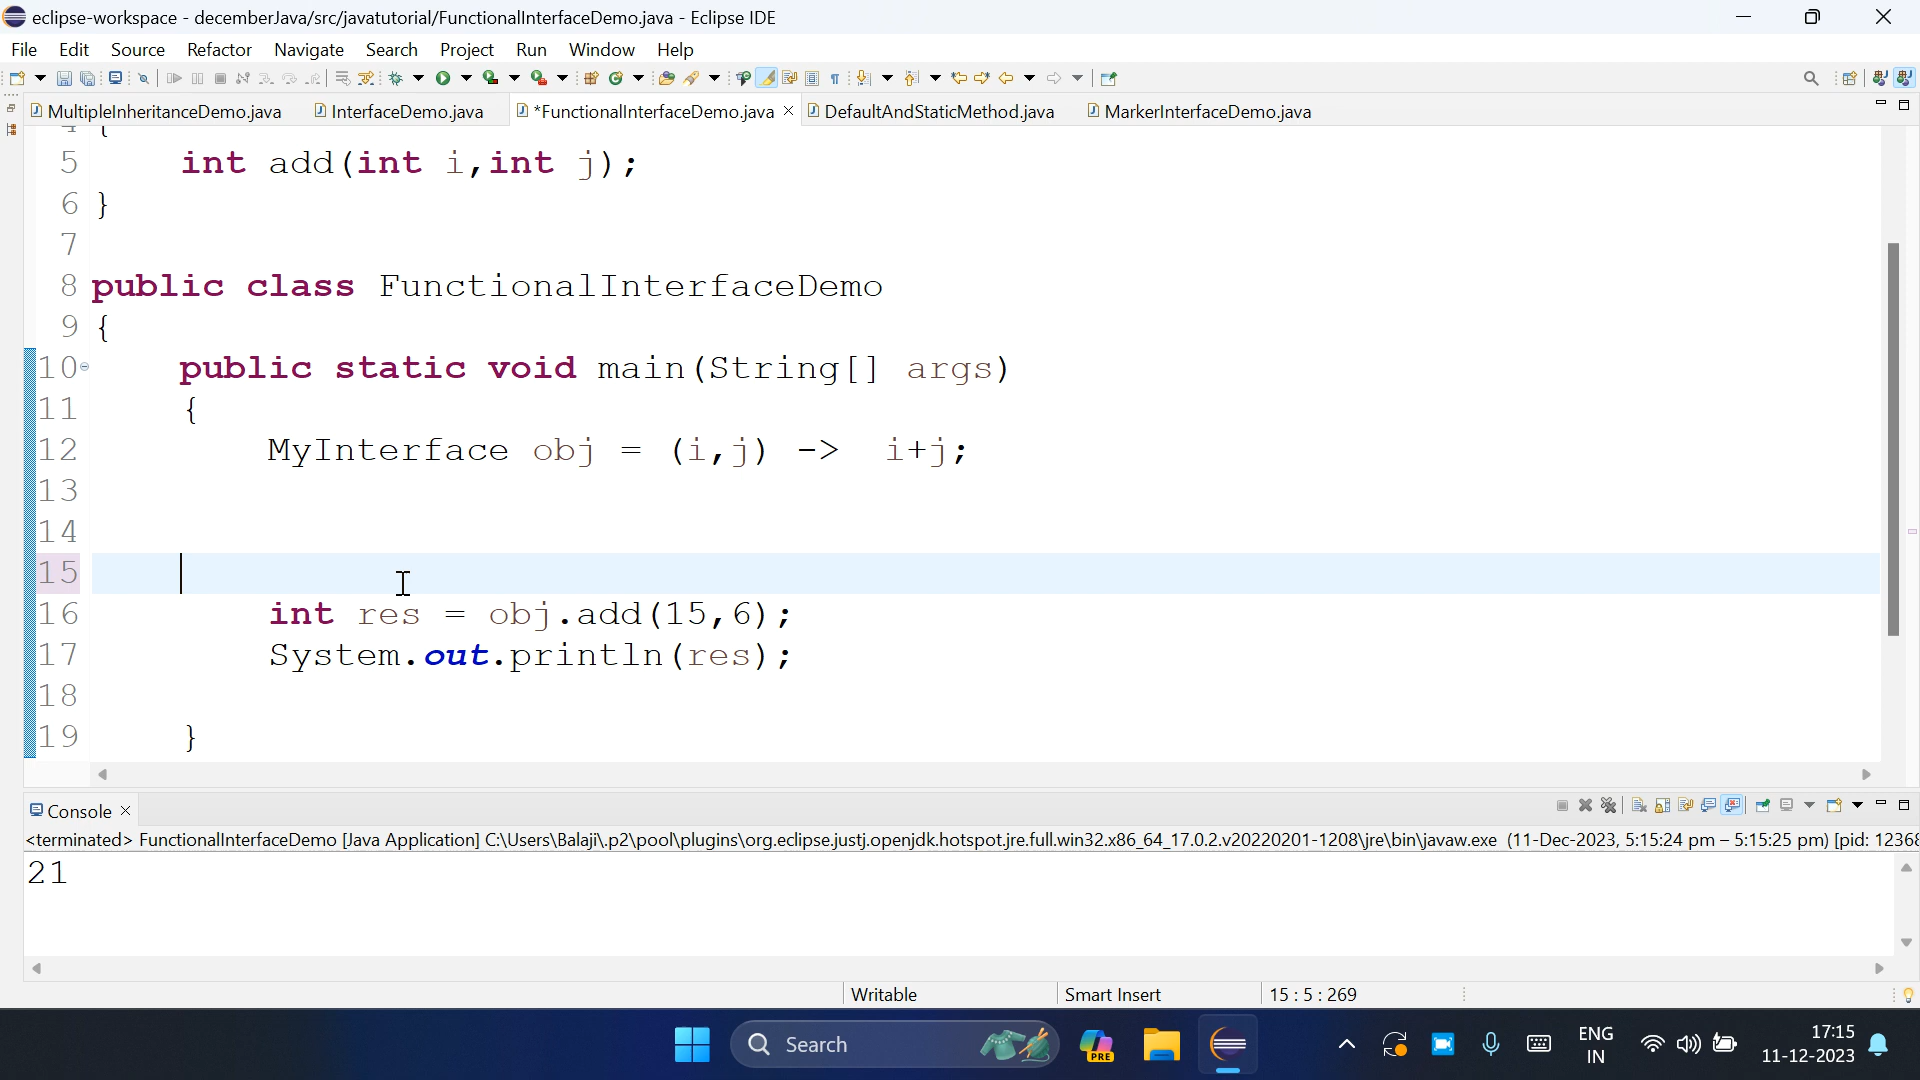 eclipse-workspace - decemberJava/src/javatutorial/FunctionalInterfaceDemo.java - Eclipse IDE
File Edit Source Refactor Navigate Search Project Run Window Help
MultipleInheritanceDemo.java InterfaceDemo.java *FunctionalInterfaceDemo.java DefaultAndStaticMethod.java MarkerInterfaceDemo.java
4 {
5 int add(int i,int j);
6 }
7
8 public class FunctionalInterfaceDemo
9 {
10 public static void main(String[] args)
11 {
12 MyInterface obj = (i,j) -> i+j;
13
14
15
16 int res = obj.add(15,6);
17 System.out.println(res);
18
19 }
Console
<terminated> FunctionalInterfaceDemo [Java Application] C:\Users\Balaji\.p2\pool\plugins\org.eclipse.justj.openjdk.hotspot.jre.full.win32.x86_64_17.0.2.v20220201-1208\jre\bin\javaw.exe (11-Dec-2023, 5:15:24 pm – 5:15:25 pm) [pid: 12368
21
Writable Smart Insert 15 : 5 : 269
Search PRE ENG IN 17:15
11-12-2023